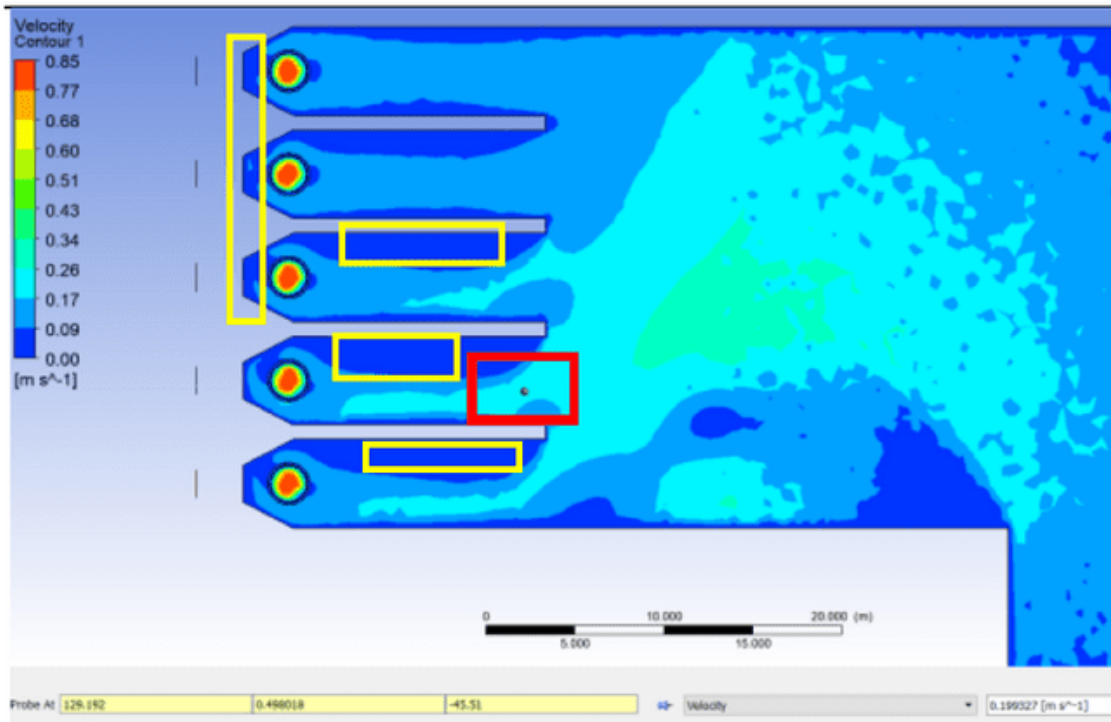 Velocity
Contour 1
0.85
0.77
0.68
0.60
0.51
0.43
0.34
0.26
0.17
0.09
0.00
[m s^-1]
0 10.000 20.000 (m)
5.000 15.000
Probe At 129.192 0.498018 -45.51 Velocity 0.199327 [m s^-1]